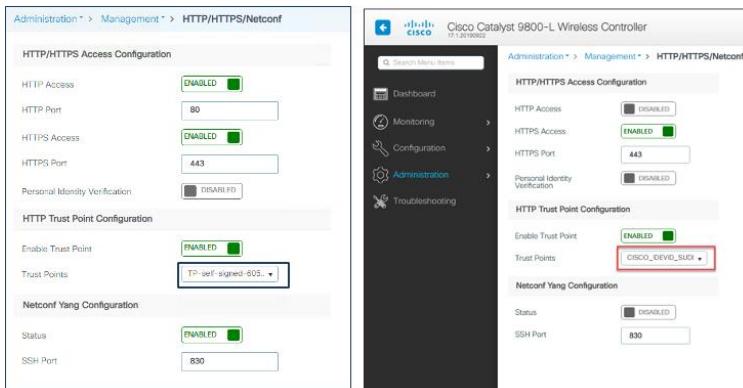 Administration > Management > HTTP/HTTPS/Netconf
HTTP/HTTPS Access Configuration
HTTP Access ENABLED
HTTP Port 80
HTTPS Access ENABLED
HTTPS Port 443
Personal Identity Verification DISABLED
HTTP Trust Point Configuration
Enable Trust Point ENABLED
Trust Points TP-self-signed-605..
Netconf Yang Configuration
Status ENABLED
SSH Port 830
CISCO Cisco Catalyst 9800-L Wireless Controller
17.1.20190922
Search Menu Items
Dashboard
Monitoring
Configuration
Administration
Troubleshooting
Administration > Management > HTTP/HTTPS/Netconf
HTTP/HTTPS Access Configuration
HTTP Access DISABLED
HTTPS Access ENABLED
HTTPS Port 443
Personal Identity
Verification DISABLED
HTTP Trust Point Configuration
Enable Trust Point ENABLED
Trust Points CISCO_IDEVID_SUDI
Netconf Yang Configuration
Status DISABLED
SSH Port 830